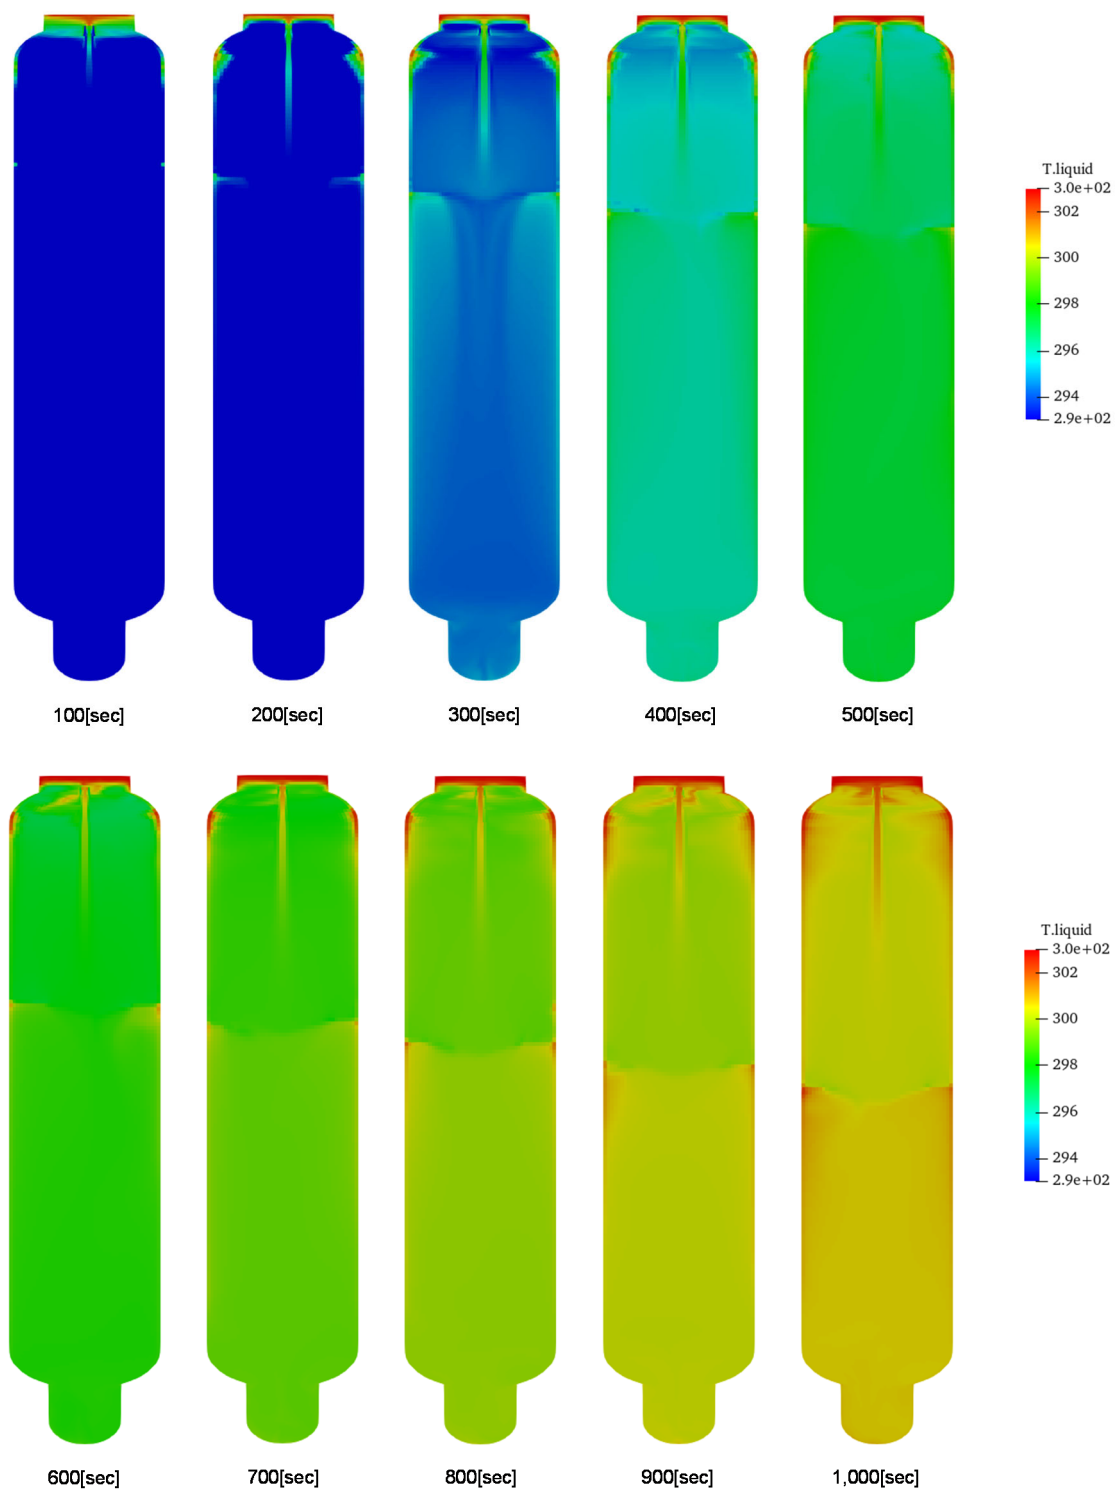 T.liquid
3.0e+02
302
300
298
296
294
2.9e+02
100[sec]
200[sec]
300[sec]
400[sec]
500[sec]
T.liquid
3.0e+02
302
300
298
296
294
2.9e+02
600[sec]
700[sec]
800[sec]
900[sec]
1,000[sec]